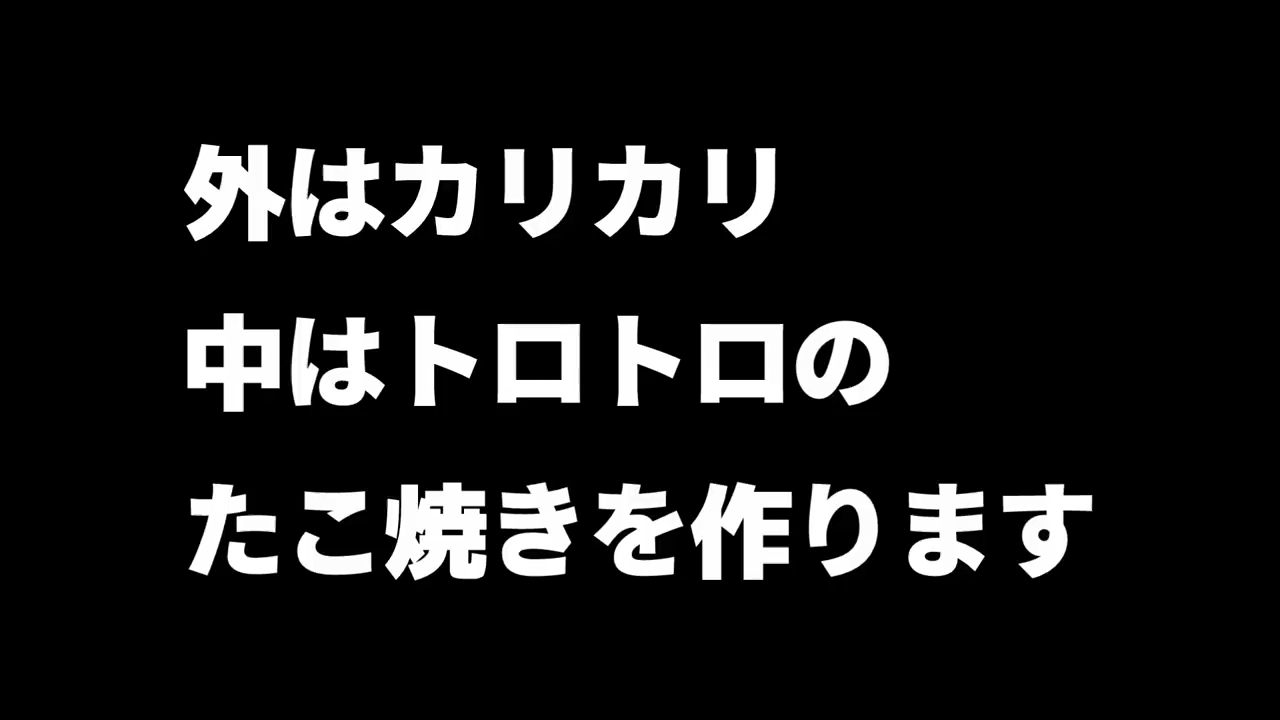 外はカリカリ
中はトロトロの
たこ焼きを作ります